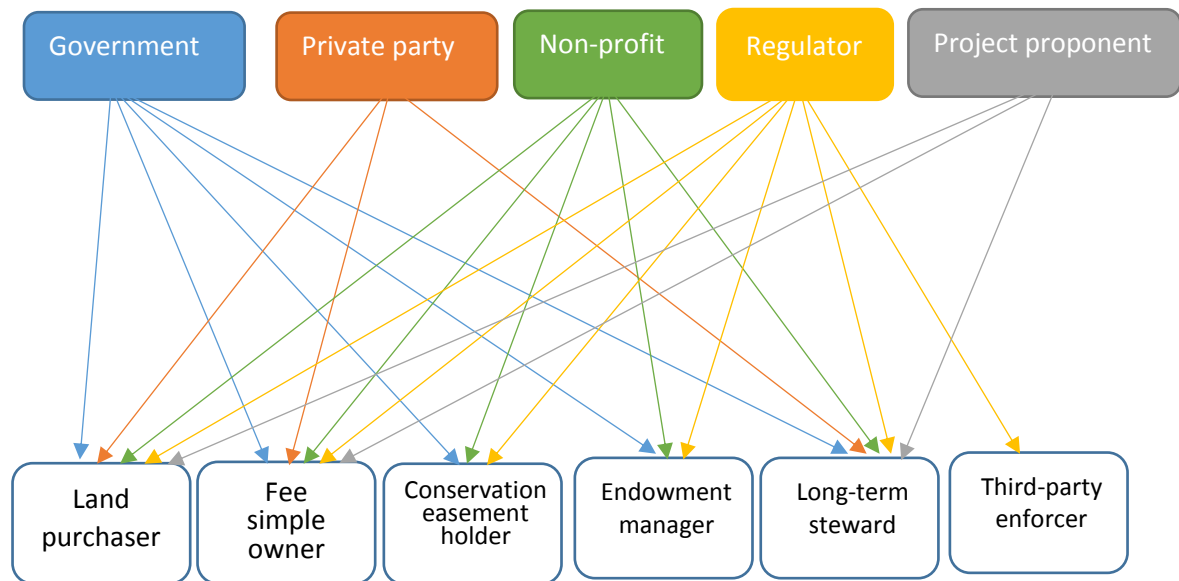 Government
Private party
Non-profit
Regulator
Project proponent
Land
purchaser
Fee
simple
owner
Conservation
easement
holder
Endowment
manager
Long-term
steward
Third-party
enforcer